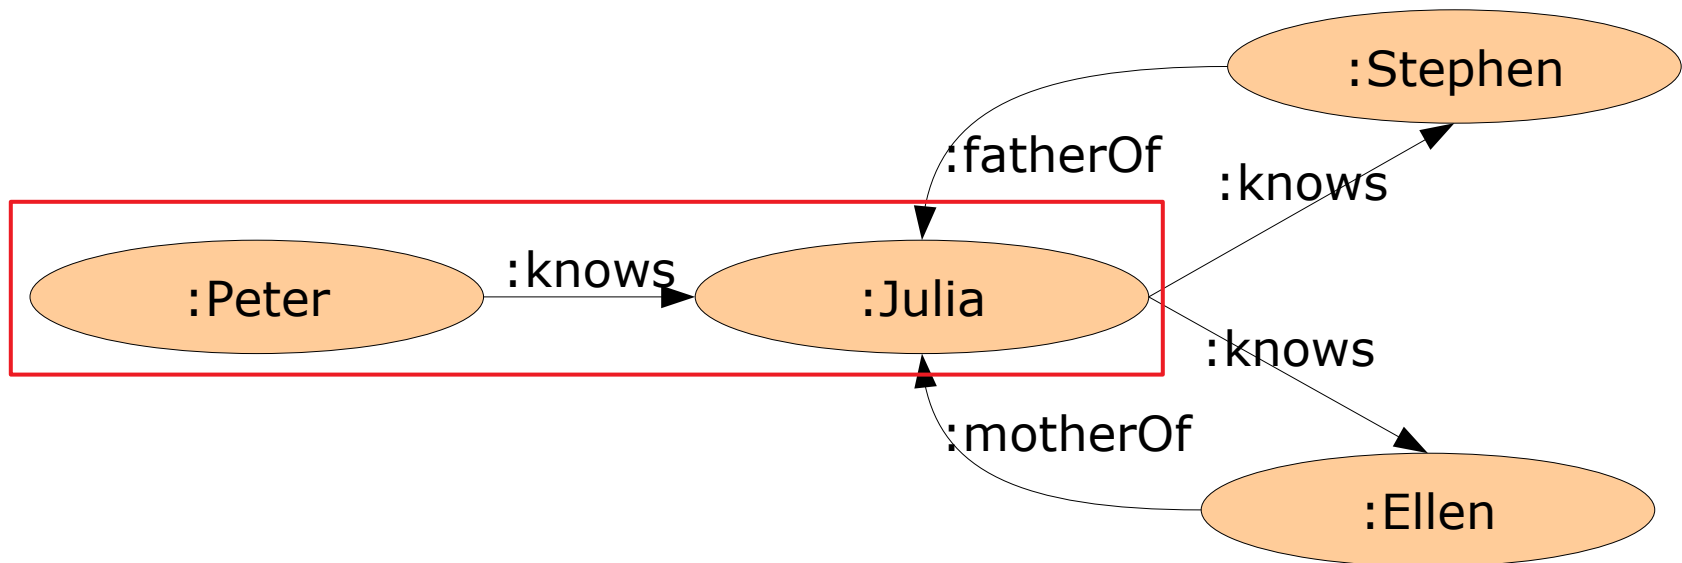 :Stephen
:fatherOf
:knows
:knows
:Peter
:Julia
:knows
:motherOf
:Ellen